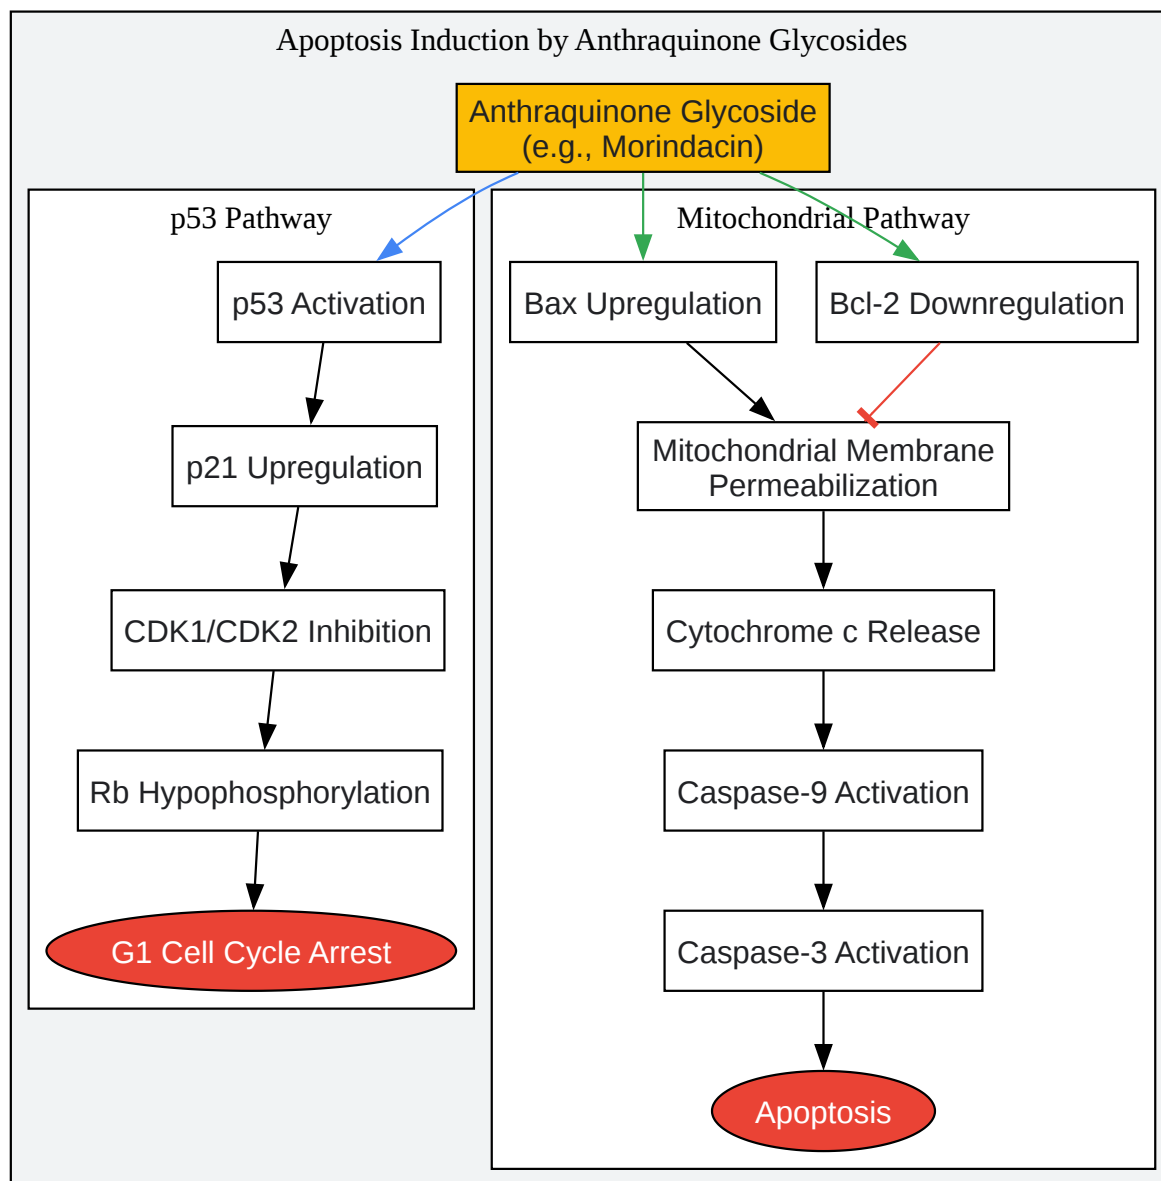 Apoptosis Induction by Anthraquinone Glycosides
Anthraquinone Glycoside
(e.g., Morindacin)
p53 Pathway
p53 Activation
p21 Upregulation
CDK1/CDK2 Inhibition
Rb Hypophosphorylation
G1 Cell Cycle Arrest
Mitochondrial Pathway
Bax Upregulation
Bcl-2 Downregulation
Mitochondrial Membrane
Permeabilization
Cytochrome c Release
Caspase-9 Activation
Caspase-3 Activation
Apoptosis